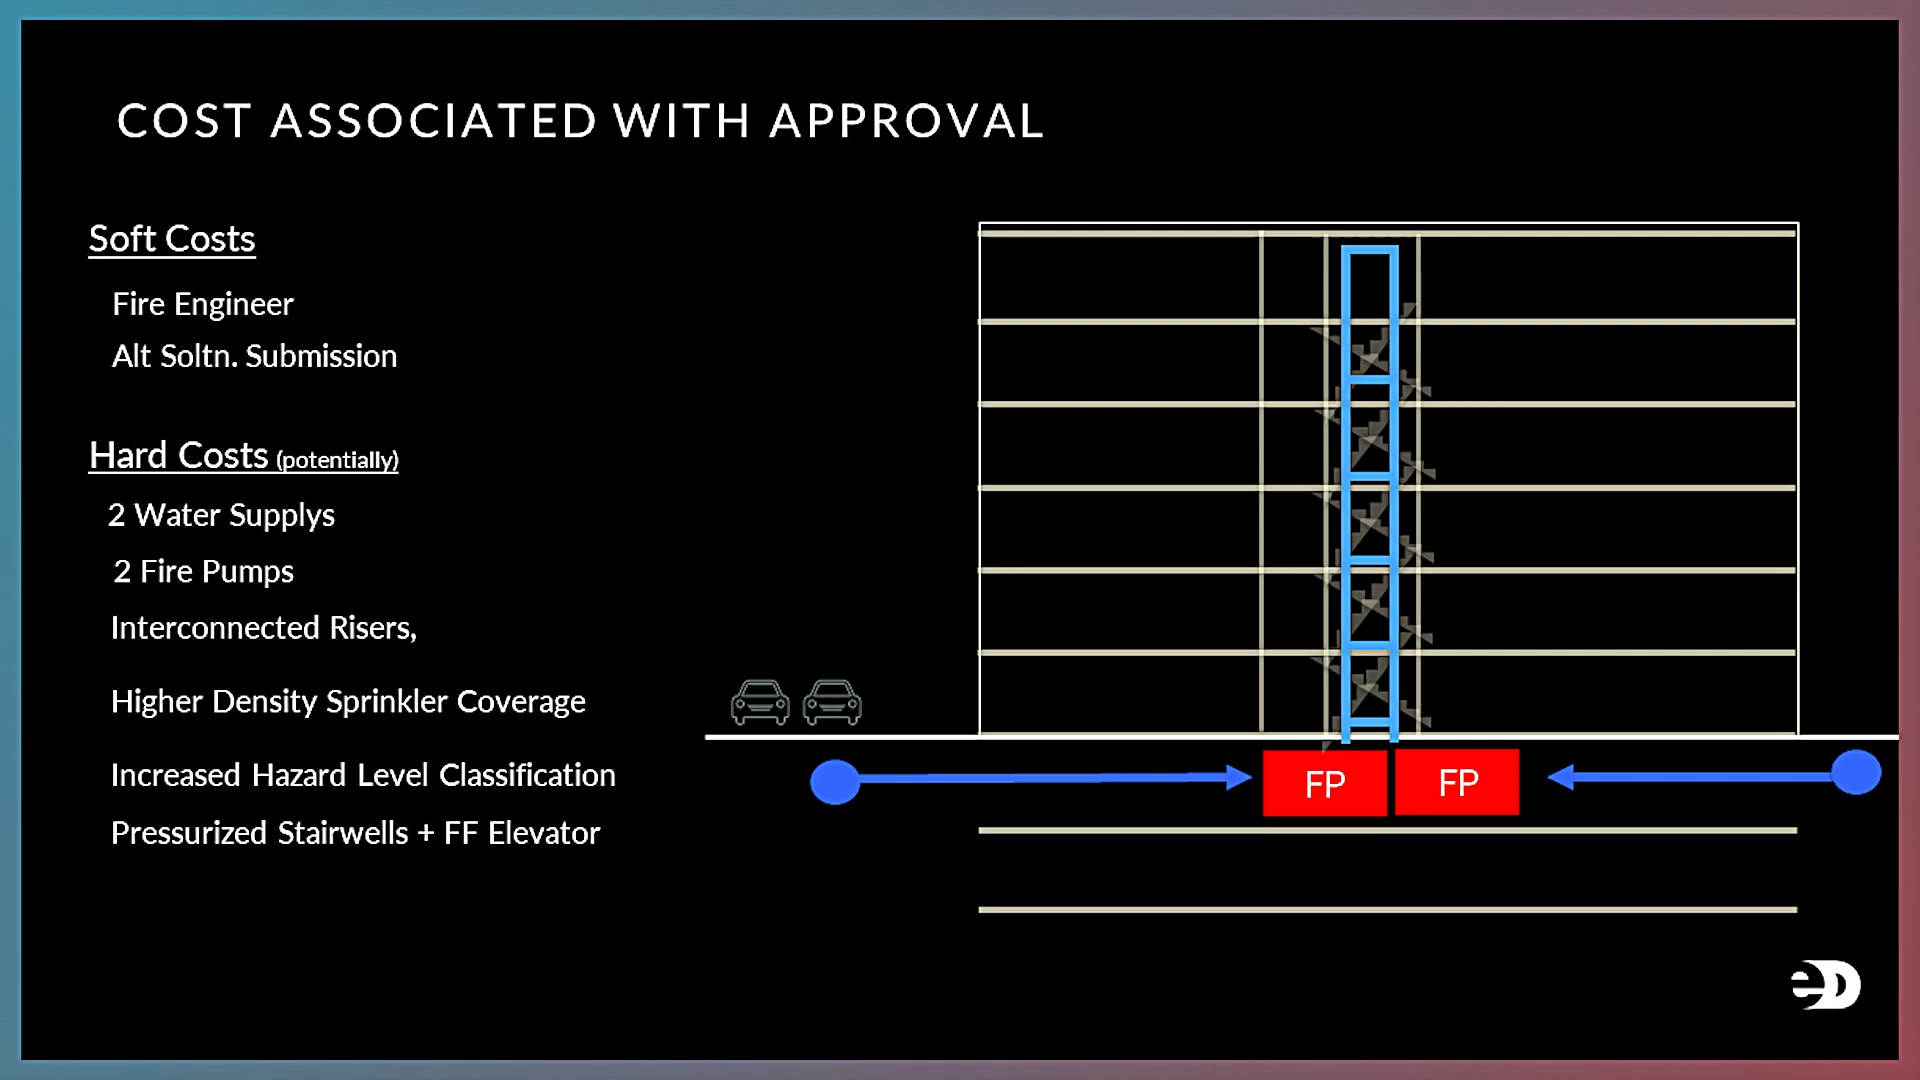 COST ASSOCIATED WITH APPROVAL
Soft Costs
Fire Engineer
Alt Soltn. Submission
Hard Costs (potentially)
2 Water Supplys
2 Fire Pumps
Interconnected Risers,
Higher Density Sprinkler Coverage
Increased Hazard Level Classification
Pressurized Stairwells + FF Elevator
FP FP
eD